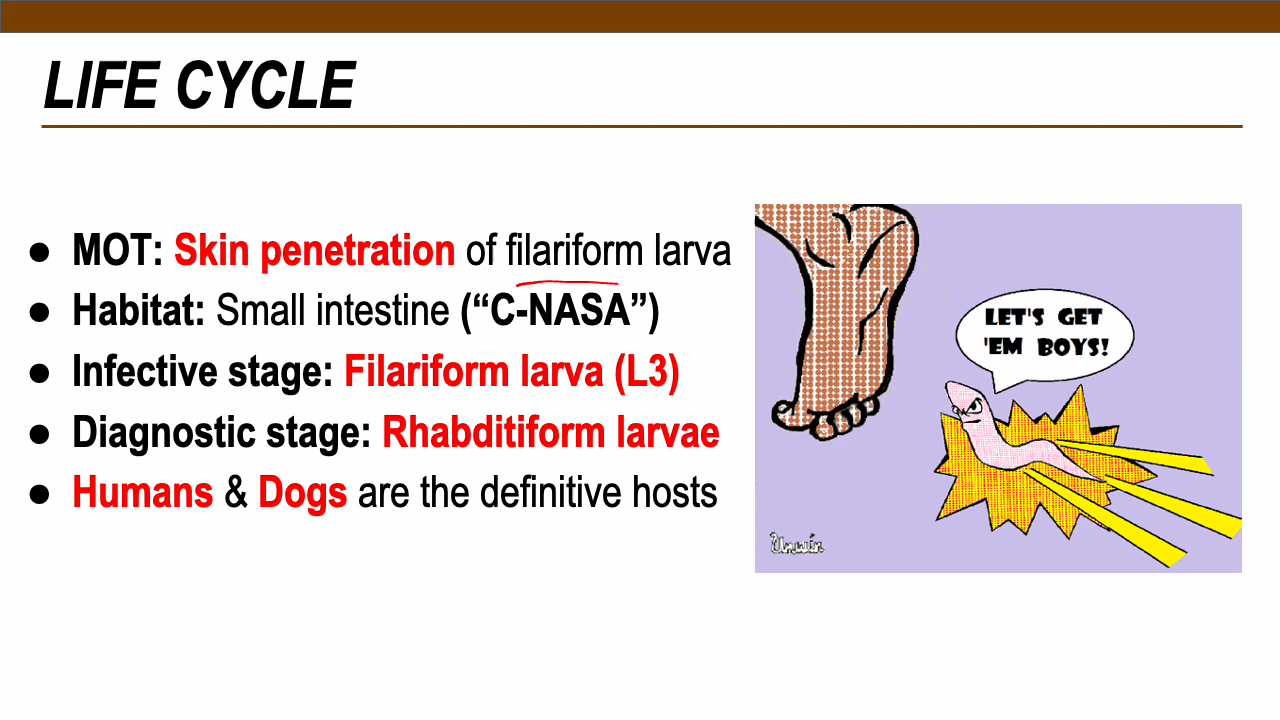 LIFE CYCLE
● MOT: Skin penetration of filariform larva
● Habitat: Small intestine (“C-NASA”)
● Infective stage: Filariform larva (L3)
● Diagnostic stage: Rhabditiform larvae
● Humans & Dogs are the definitive hosts
LET'S GET
'EM BOYS!
Unwin